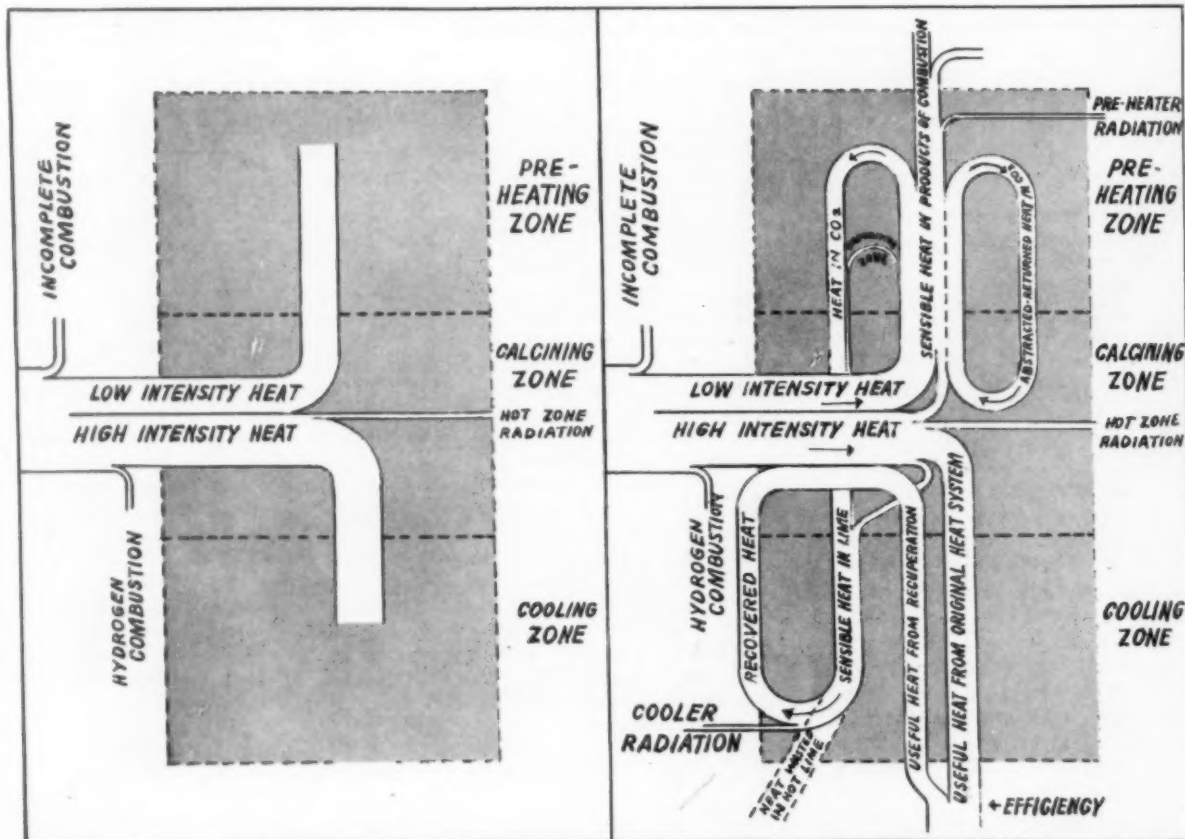 INCOMPLETE
COMBUSTION
PRE-
HEATING
ZONE
CALCINING
ZONE
LOW INTENSITY HEAT
HOT ZONE
RADIATION
HIGH INTENSITY HEAT
HYDROGEN
COMBUSTION
COOLING
ZONE
INCOMPLETE
COMBUSTION
SENSIBLE HEAT IN PRODUCTS OF COMBUSTION
PRE-HEATER
RADIATION
PRE-
HEATING
ZONE
HEAT IN CO2
ZONE
ABSTRACTED-RETURNED HEAT IN
CALCINING
ZONE
LOW INTENSITY HEAT
HOT ZONE
RADIATION
HIGH INTENSITY HEAT
HYDROGEN
COMBUSTION
RECOVERED HEAT
SENSIBLE HEAT IN LIME
USEFUL HEAT FROM RECUPERATION
USEFUL HEAT FROM ORIGINAL HEAT SYSTEM
COOLING
ZONE
COOLER
RADIATION
HEAT WASTED
IN HOT LIME
EFFICIENCY